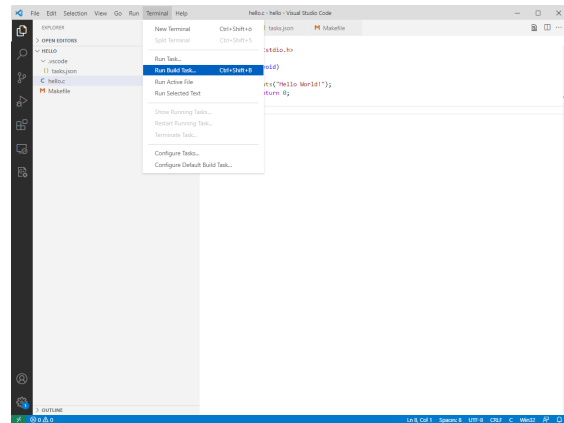 File Edit Selection View Go Run Terminal Help hello.c - hello - Visual Studio Code
EXPLORER
OPEN EDITORS
HELLO
.vscode
tasks.json
hello.c
Makefile
OUTLINE
New Terminal Ctrl+Shift+ö
Split Terminal Ctrl+Shift+5
Run Task...
Run Build Task... Ctrl+Shift+B
Run Active File
Run Selected Text
Show Running Tasks...
Restart Running Task...
Terminate Task...
Configure Tasks...
Configure Default Build Task...
tasks.json Makefile
stdio.h>
oid)
uts("Hello World!");
turn 0;
0 0
Ln 8, Col 1 Spaces: 8 UTF-8 CRLF C Win32